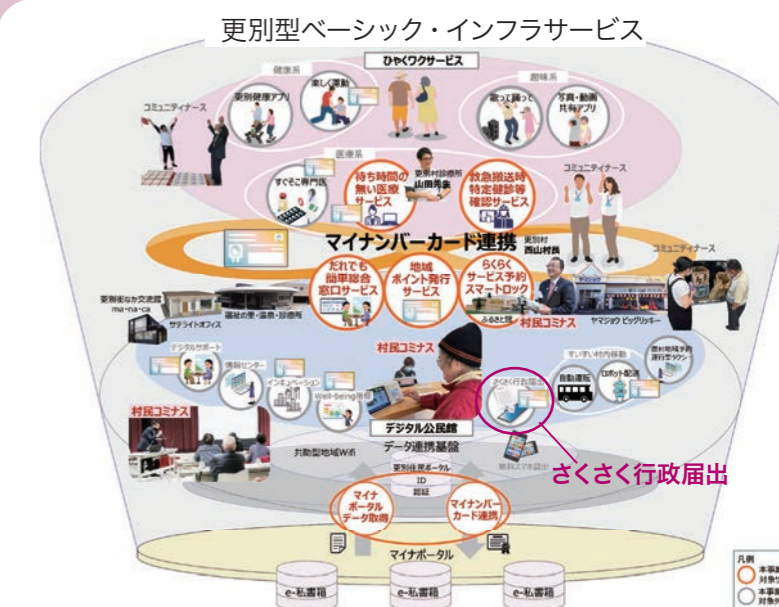 更別型ベーシック・インフラサービス
ひゃくワクサービス
健康系
楽しく運動
更別健康アプリ
趣味系
歌って踊って
写真・動画
共有アプリ
コミュニティナース
医療系
すぐそこ専門医
待ち時間の
無い医療
サービス
更別村診療所
山田先生
救急搬送時
特定健診等
確認サービス
コミュニティナース
マイナンバーカード連携
更別村
西山村長
コミュニティナース
だれでも
簡単総合
窓口サービス
地域
ポイント発行
サービス
らくらく
サービス予約
スマートロック
更別街なか交流館
ma・na・ca
サテライトオフィス
福祉の里・温泉・診療所
ふるさと館
村民コミナス
ヤマショウ ビッグリッキー
デジタルサポート
情報センター
インキュベーション
Well-being指標
村民コミナス
さくさく行政届出
すいすい村内移動
自動運転
ロボット配送
村民コミナス
デジタル公民館
共助型地域Wifi
データ連携基盤
無料スマホ貸出
さくさく行政届出
更別住民ポータル
ID
認証
マイナ
ポータル
データ取得
マイナンバー
カード連携
マイナポータル
e-私書箱
e-私書箱
e-私書箱
凡例